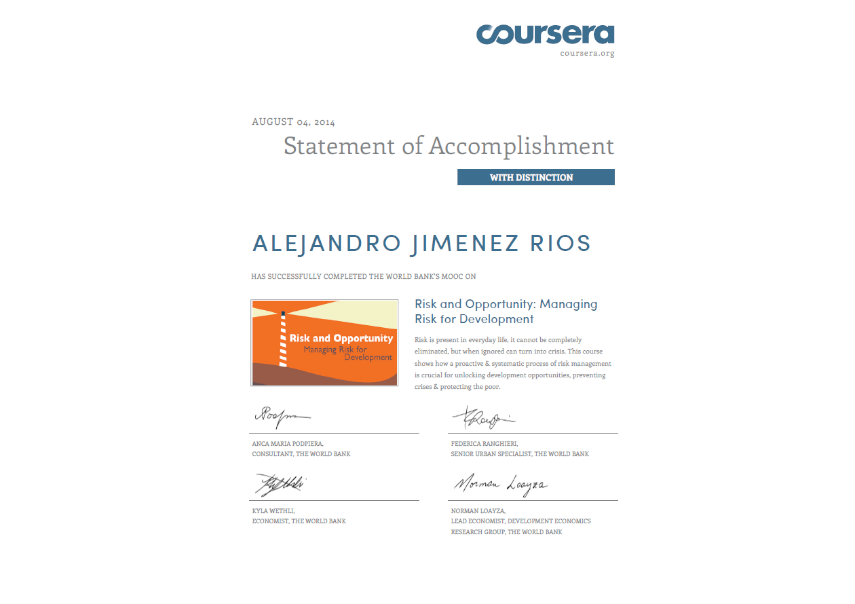 coursera
coursera.org
AUGUST 04, 2014
Statement of Accomplishment
WITH DISTINCTION
ALEJANDRO JIMENEZ RIOS
HAS SUCCESSFULLY COMPLETED THE WORLD BANK'S MOOC ON
Risk and Opportunity
Managing Risk for
Development
Risk and Opportunity: Managing
Risk for Development
Risk is present in everyday life, it cannot be completely
eliminated, but when ignored can turn into crisis. This course
shows how a proactive & systematic process of risk management
is crucial for unlocking development opportunities, preventing
crises & protecting the poor.
ANCA MARIA PODPIERA,
CONSULTANT, THE WORLD BANK
FEDERICA RANGHIERI,
SENIOR URBAN SPECIALIST, THE WORLD BANK
Norman Loayza
KYLA WETHLI,
ECONOMIST, THE WORLD BANK
NORMAN LOAYZA,
LEAD ECONOMIST, DEVELOPMENT ECONOMICS
RESEARCH GROUP, THE WORLD BANK